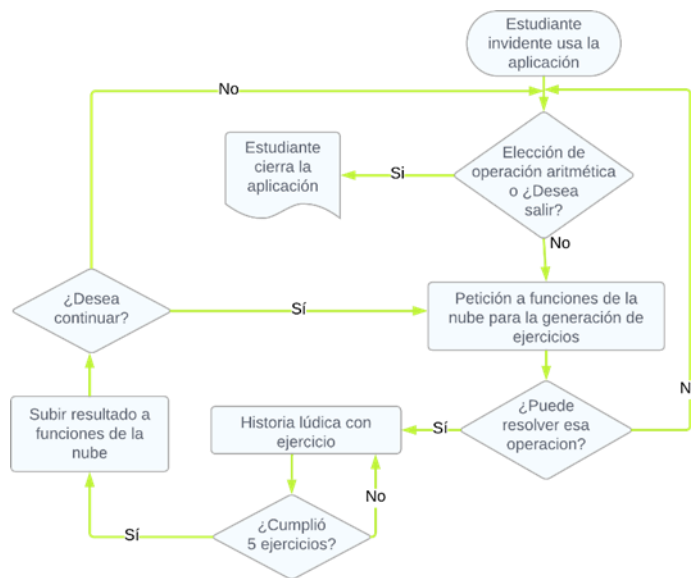 Estudiante
invidente usa la
aplicación
No
Estudiante
cierra la
aplicación
Si
Elección de
operación aritmética
o ¿Desea
salir?
No
¿Desea
continuar?
Sí
Petición a funciones de la
nube para la generación de
ejercicios
Subir resultado a
funciones de la
nube
Historia lúdica con
ejercicio
Sí
¿Puede
resolver esa
operacion?
N
No
¿Cumplió
5 ejercicios?
Sí